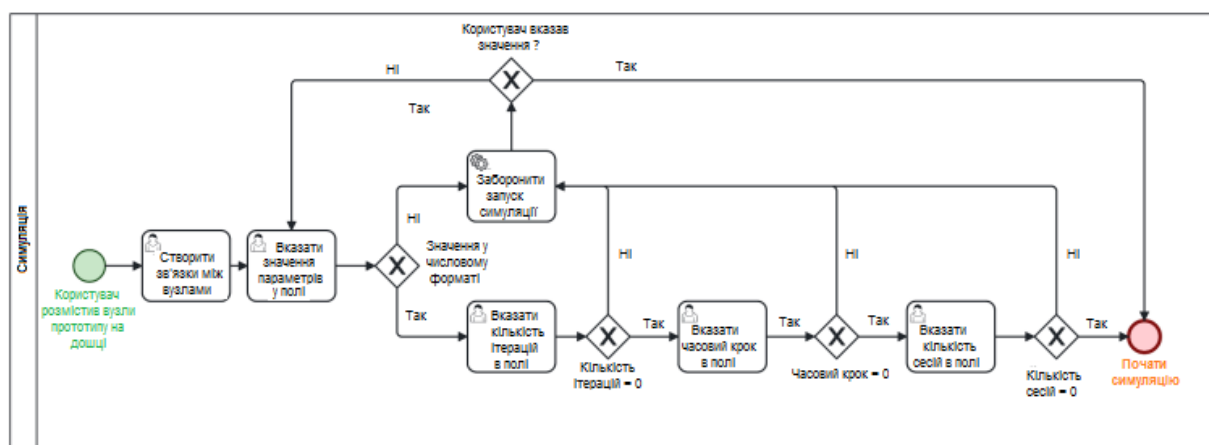 Користувач вказав
значення ?
НІ
Так
Так
Симуляція
Заборонити
запуск
симуляції
НІ
Створити
зв'язки між
вузлами
Вказати
значення
параметрів
у полі
Значення у
числовому
форматі
НІ
НІ
НІ
Користувач
розмістив вузли
прототипу на
дошці
Так
Вказати
кількість
ітерацій
в полі
Так
Вказати
часовий крок
в полі
Так
Так
Вказати
кількість
сесій в полі
Так
Кількість
ітерацій = 0
Часовий крок = 0
Кількість
сесій = 0
Почати
симуляцію